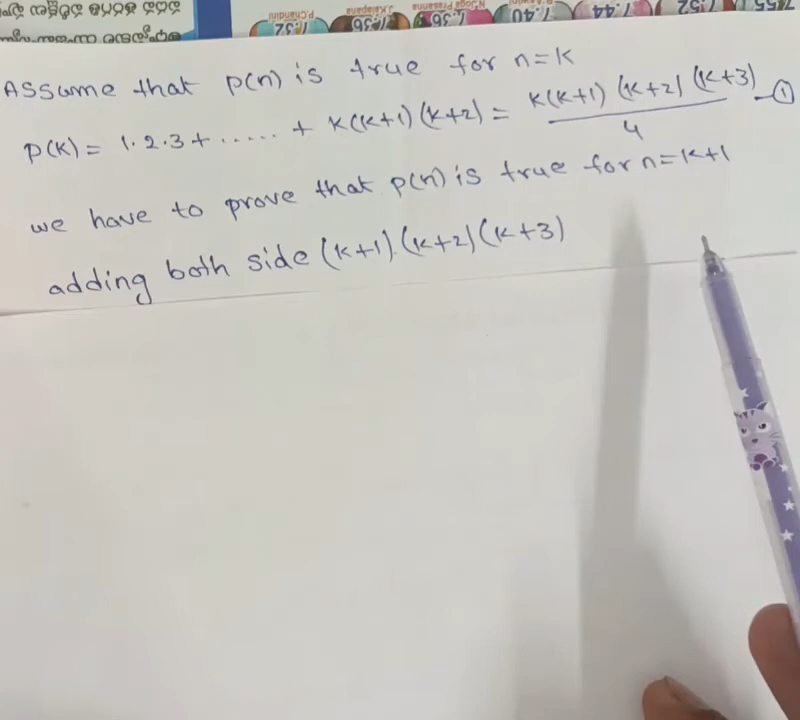 Assume that p(n) is true for n=k
p(k) = 1.2.3+ ..... + k(k+1)(k+2) = k(k+1)(k+2)(k+3)/4 —①
we have to prove that p(n) is true for n=k+1
adding both side (k+1).(k+2)(k+3)